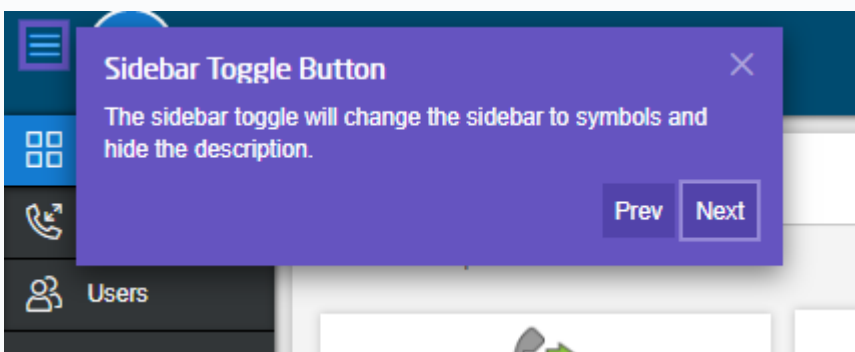 Sidebar Toggle Button
The sidebar toggle will change the sidebar to symbols and
hide the description.
Prev Next
Users